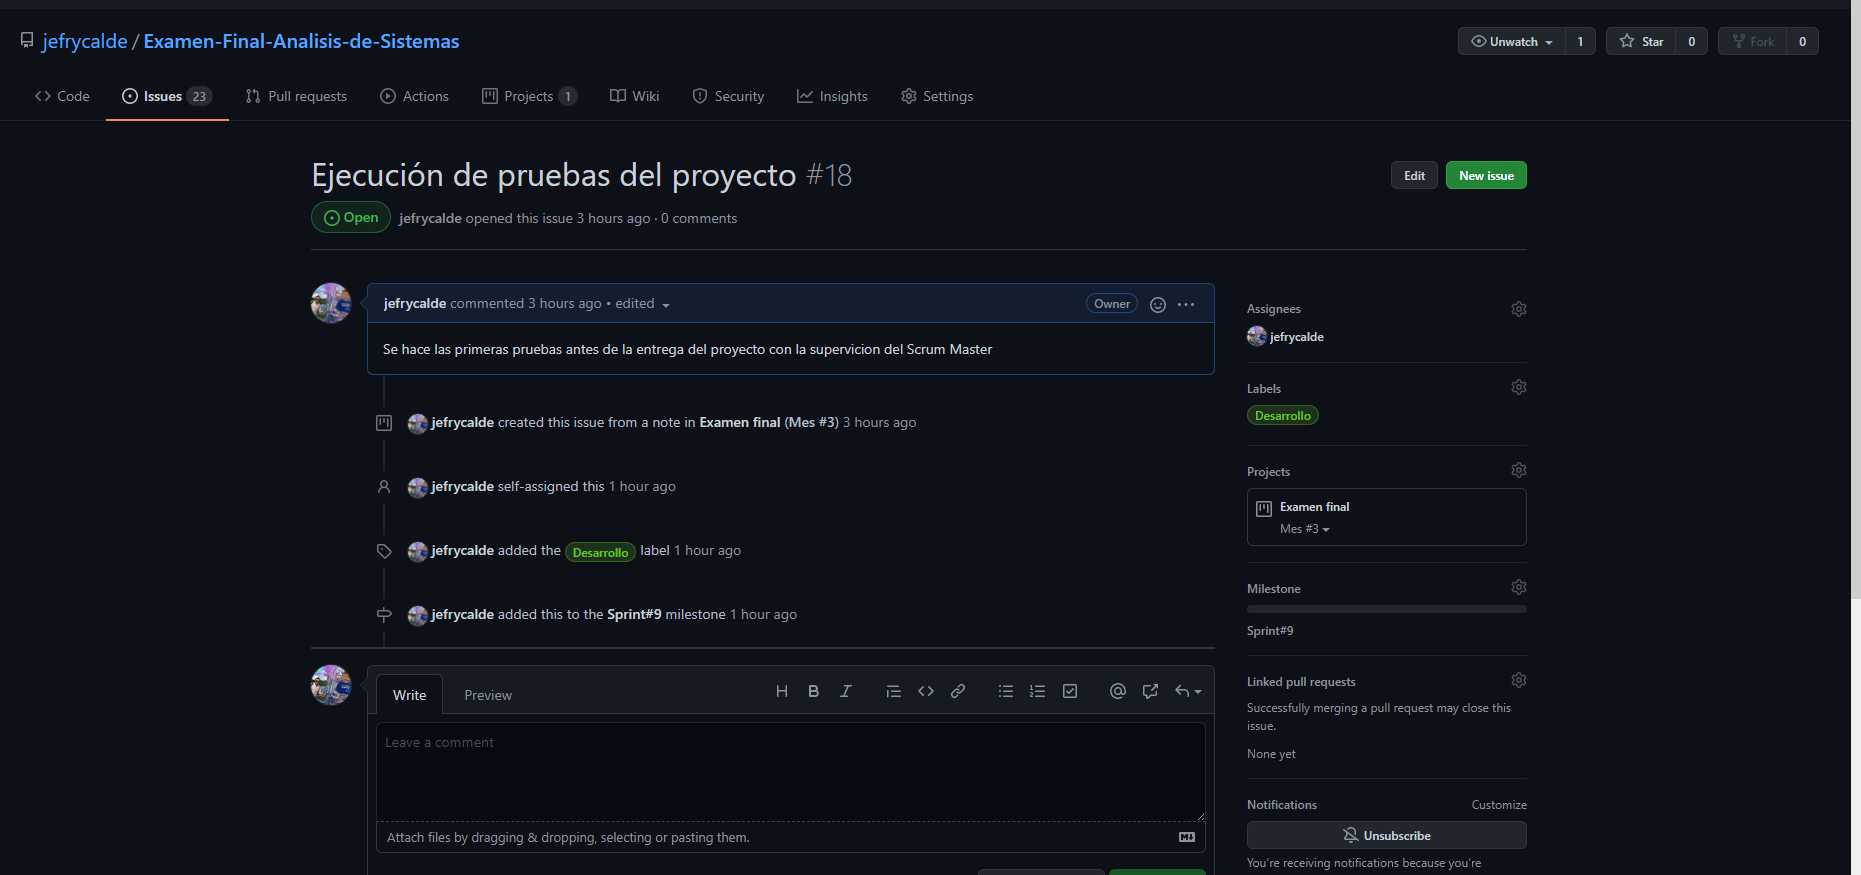 jefrycalde / Examen-Final-Analisis-de-Sistemas
Unwatch 1 Star 0 Fork 0
Code Issues 23 Pull requests Actions Projects 1 Wiki Security Insights Settings
Ejecución de pruebas del proyecto #18
Edit New issue
Open jefrycalde opened this issue 3 hours ago · 0 comments
jefrycalde commented 3 hours ago • edited Owner
Se hace las primeras pruebas antes de la entrega del proyecto con la supervicion del Scrum Master
jefrycalde created this issue from a note in Examen final (Mes #3) 3 hours ago
jefrycalde self-assigned this 1 hour ago
jefrycalde added the Desarrollo label 1 hour ago
jefrycalde added this to the Sprint#9 milestone 1 hour ago
Write Preview
Leave a comment
Attach files by dragging & dropping, selecting or pasting them.
Assignees
jefrycalde
Labels
Desarrollo
Projects
Examen final
Mes #3
Milestone
Sprint#9
Linked pull requests
Successfully merging a pull request may close this
issue.
None yet
Notifications Customize
Unsubscribe
You're receiving notifications because you're